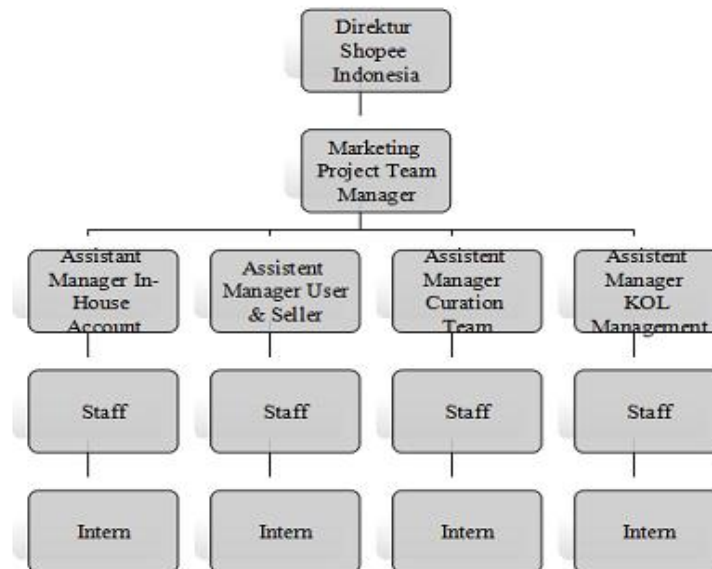 Direktur
Shopee
Indonesia
Marketing
Project Team
Manager
Assistant
Manager In-
House
Account
Assistent
Manager User
& Seller
Assistent
Manager
Curation
Team
Assistent
Manager
KOL
Management
Staff
Staff
Staff
Staff
Intern
Intern
Intern
Intern